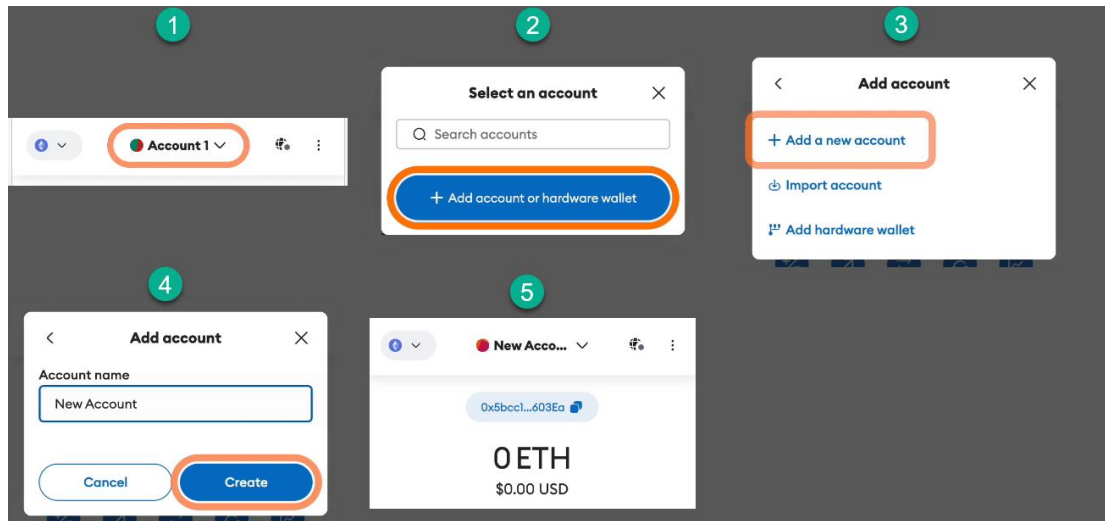 1
Account 1
2
Select an account
Search accounts
+ Add account or hardware wallet
3
Add account
+ Add a new account
Import account
Add hardware wallet
4
Add account
Account name
New Account
Cancel
Create
5
New Acco...
0x5bcc1...603Ea
0 ETH
$0.00 USD